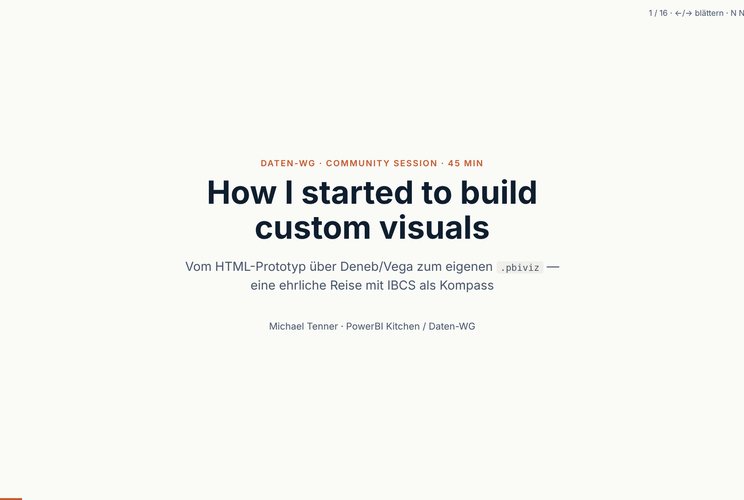 1 / 16 · ←/→ blättern · N N
DATEN-WG · COMMUNITY SESSION · 45 MIN
How I started to build
custom visuals
Vom HTML-Prototyp über Deneb/Vega zum eigenen .pbiviz —
eine ehrliche Reise mit IBCS als Kompass
Michael Tenner · PowerBI Kitchen / Daten-WG